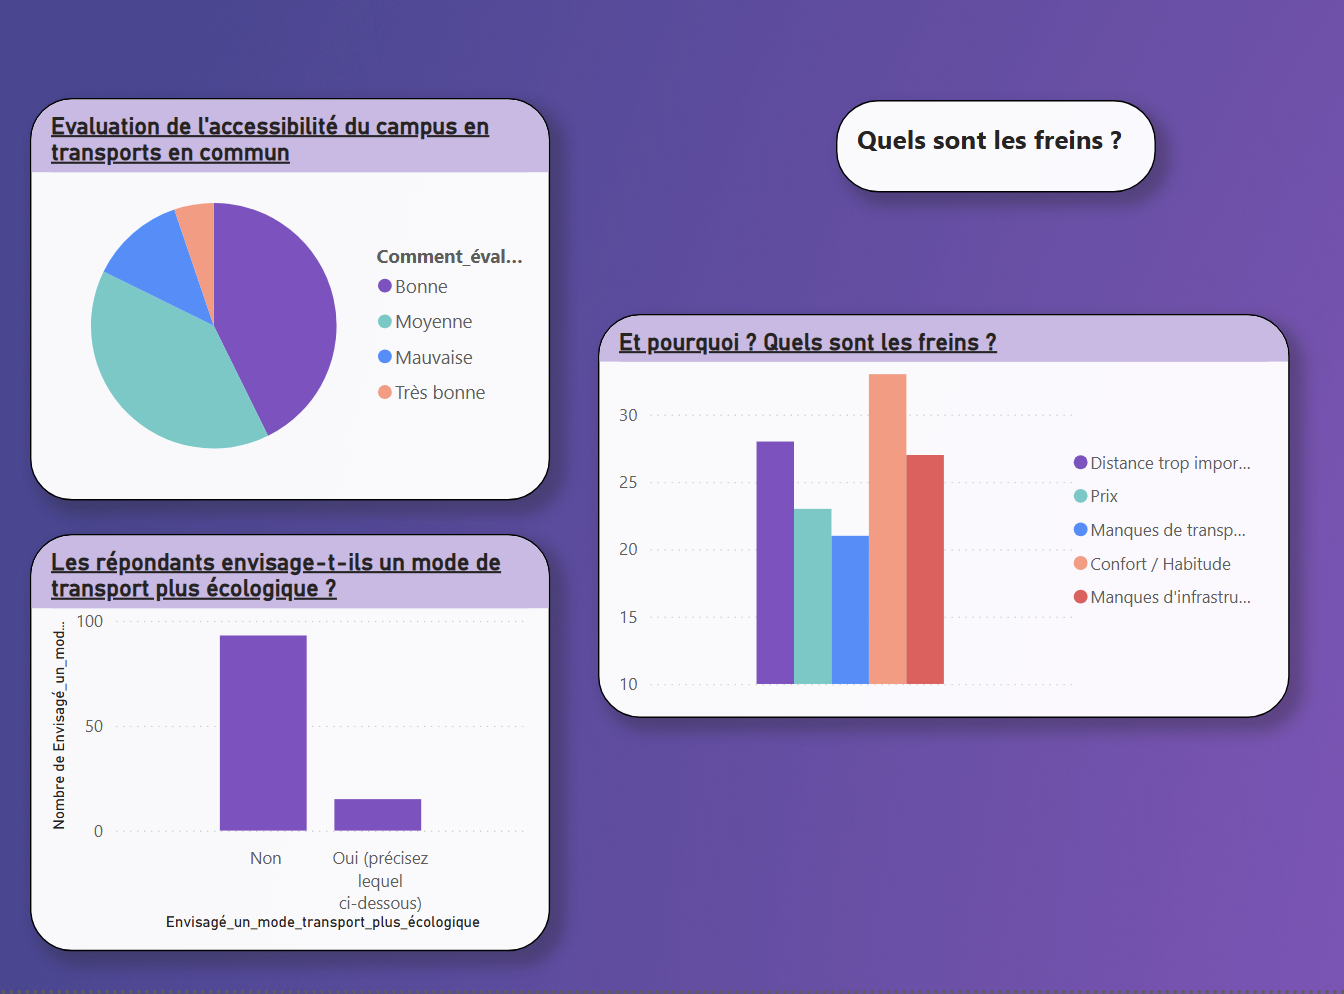 Evaluation de l'accessibilité du campus en
transports en commun
Comment_éval...
Bonne
Moyenne
Mauvaise
Très bonne
Quels sont les freins ?
Et pourquoi ? Quels sont les freins ?
30
25
20
15
10
Distance trop impor...
Prix
Manques de transp...
Confort / Habitude
Manques d'infrastru...
Les répondants envisage-t-ils un mode de
transport plus écologique ?
Nombre de Envisagé_un_mod...
100
50
0
Non
Oui (précisez
lequel
ci-dessous)
Envisagé_un_mode_transport_plus_écologique